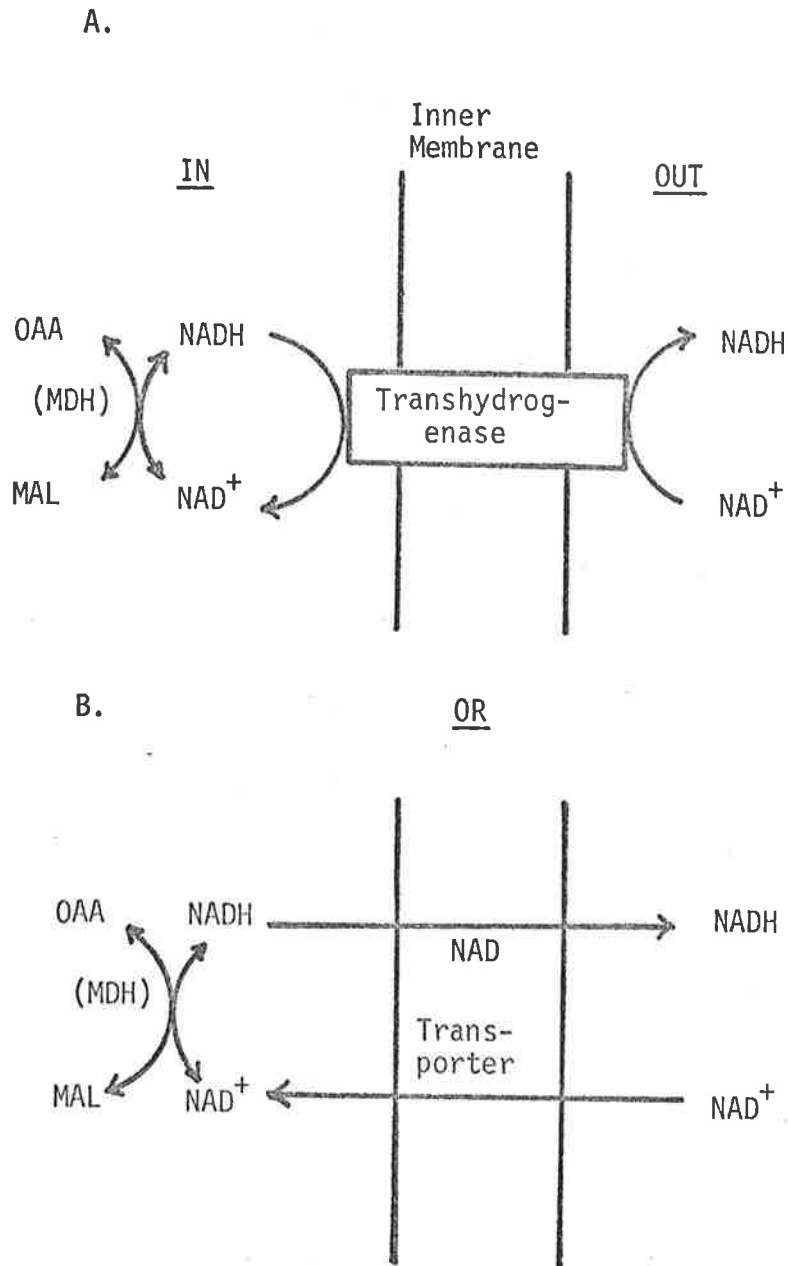 A.
Inner
Membrane
IN
OUT
OAA
NADH
NADH
(MDH)
Transhydrog-
enase
MAL
NAD+
NAD+
B.
OR
OAA
NADH
NADH
NAD
(MDH)
Trans-
porter
MAL
NAD+
NAD+